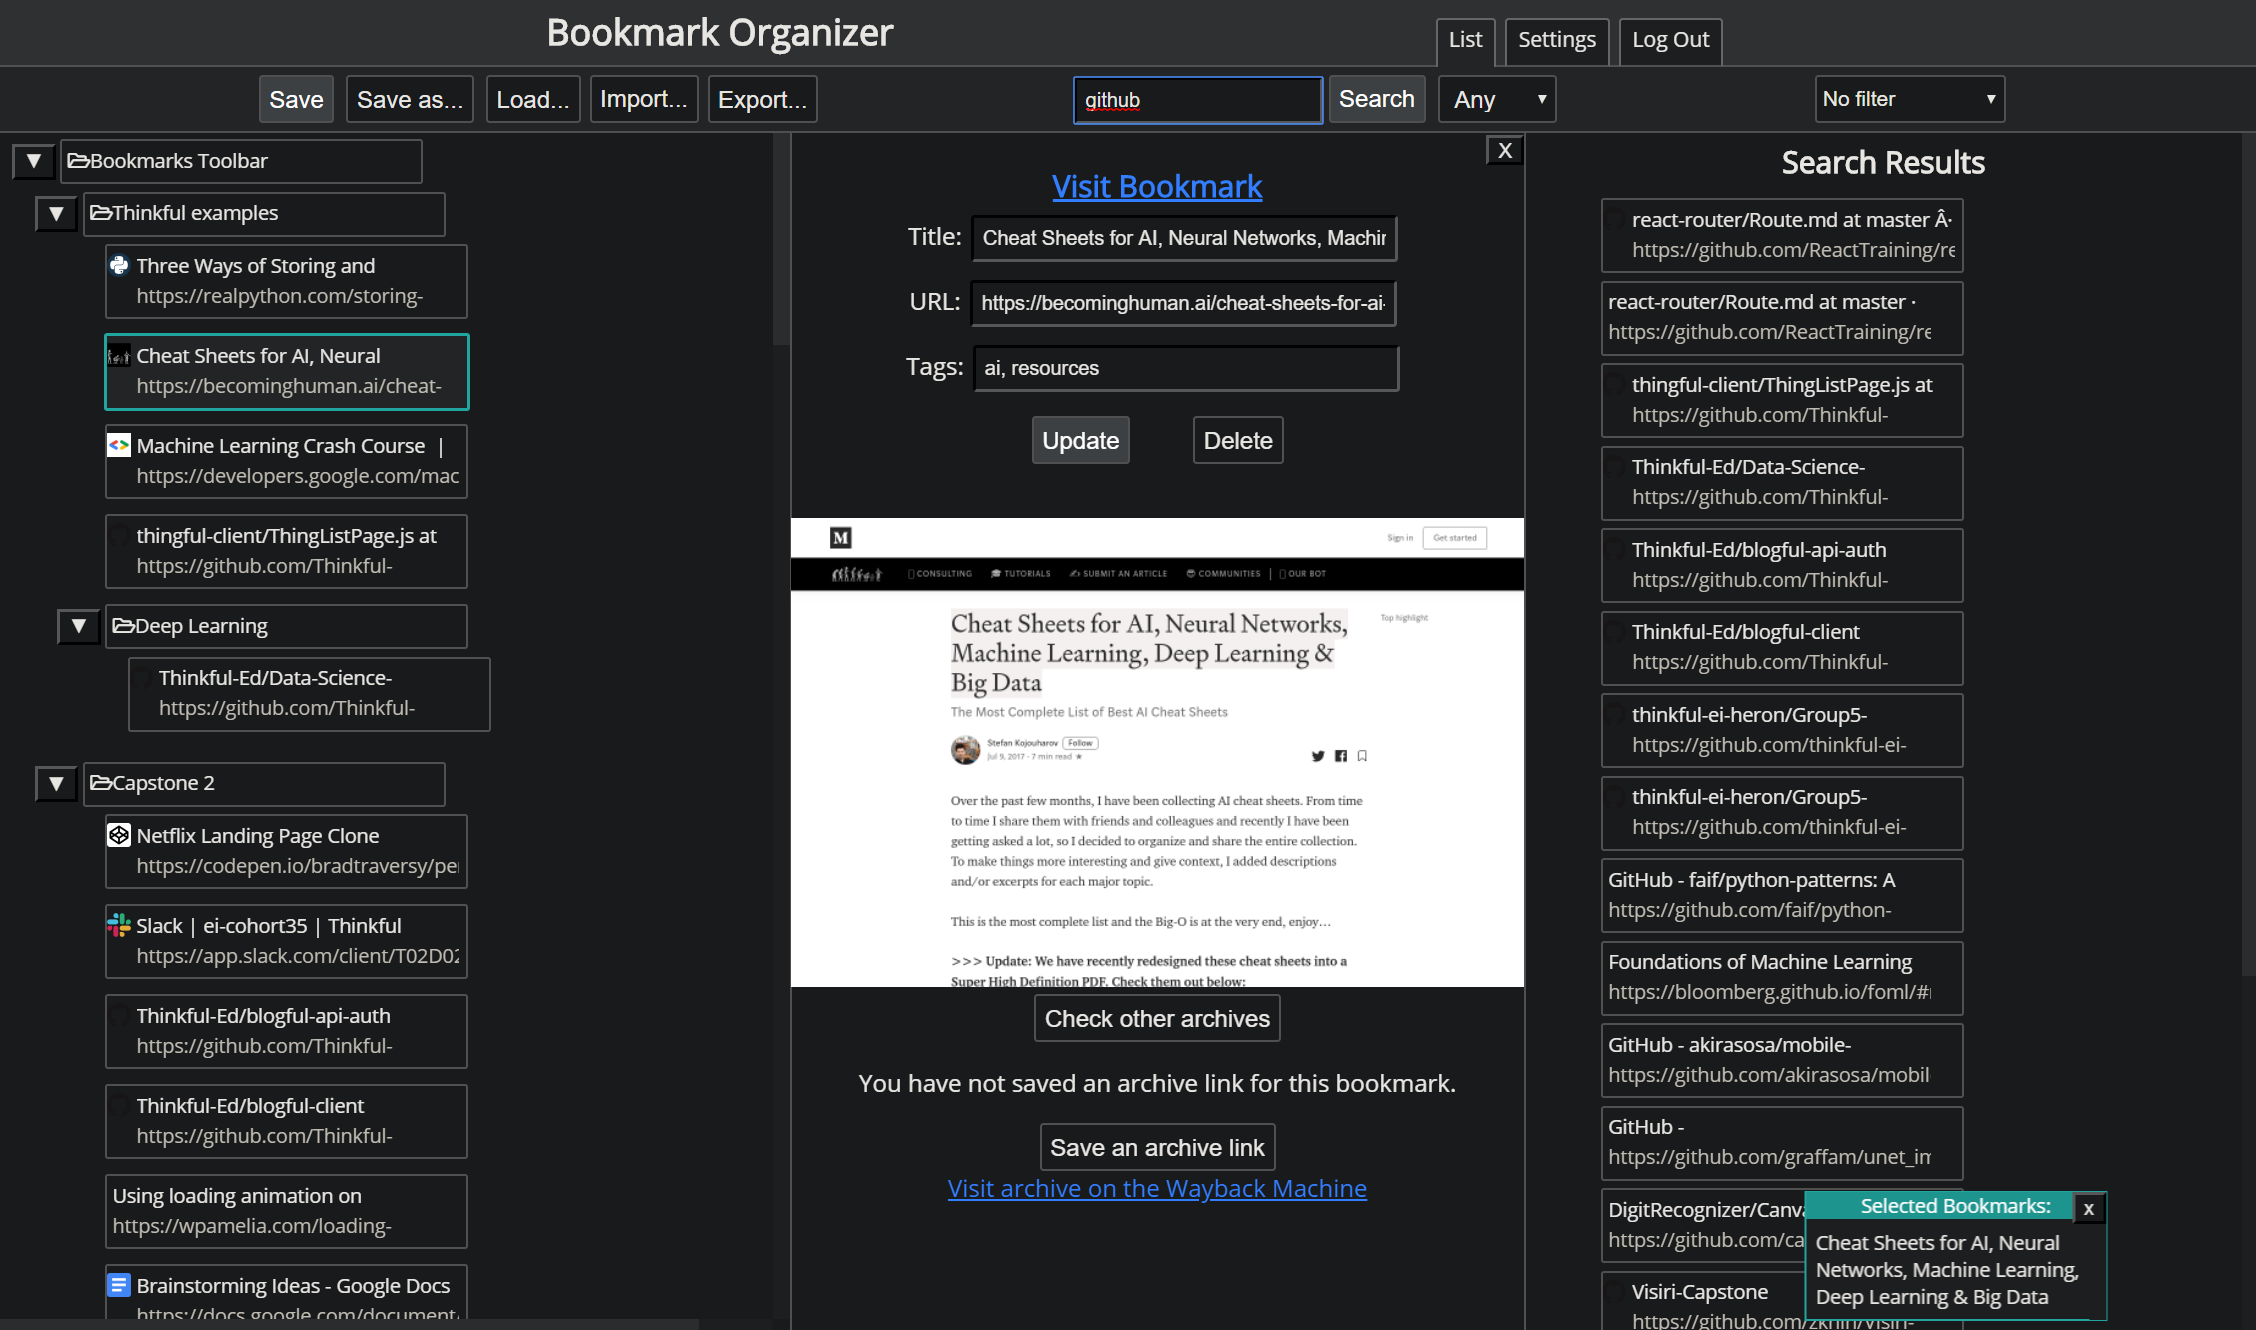 Bookmark Organizer
List
Settings
Log Out
Save
Save as...
Load...
Import...
Export...
github
Search
Any
No filter
Bookmarks Toolbar
Thinkful examples
Three Ways of Storing and
https://realpython.com/storing-
Cheat Sheets for AI, Neural
https://becominghuman.ai/cheat-
Machine Learning Crash Course |
https://developers.google.com/mac
thingful-client/ThingListPage.js at
https://github.com/Thinkful-
Deep Learning
Thinkful-Ed/Data-Science-
https://github.com/Thinkful-
Capstone 2
Netflix Landing Page Clone
https://codepen.io/bradtraversy/pe
Slack | ei-cohort35 | Thinkful
https://app.slack.com/client/T02D02
Thinkful-Ed/blogful-api-auth
https://github.com/Thinkful-
Thinkful-Ed/blogful-client
https://github.com/Thinkful-
Using loading animation on
https://wpamelia.com/loading-
Brainstorming Ideas - Google Docs
https://docs.google.com/document
X
Visit Bookmark
Title: Cheat Sheets for AI, Neural Networks, Machin
URL: https://becominghuman.ai/cheat-sheets-for-ai-
Tags: ai, resources
Update
Delete
M
Sign in
Get started
CONSULTING
TUTORIALS
SUBMIT AN ARTICLE
COMMUNITIES
OUR BOT
Cheat Sheets for AI, Neural Networks,
Machine Learning, Deep Learning &
Big Data
Top highlight
The Most Complete List of Best AI Cheat Sheets
Stefan Kojouharov Follow
Jul 9, 2017 · 7 min read ★
Over the past few months, I have been collecting AI cheat sheets. From time
to time I share them with friends and colleagues and recently I have been
getting asked a lot, so I decided to organize and share the entire collection.
To make things more interesting and give context, I added descriptions
and/or excerpts for each major topic.
This is the most complete list and the Big-O is at the very end, enjoy…
>>> Update: We have recently redesigned these cheat sheets into a
Super High Definition PDF. Check them out below:
Check other archives
You have not saved an archive link for this bookmark.
Save an archive link
Visit archive on the Wayback Machine
Search Results
react-router/Route.md at master Â·
https://github.com/ReactTraining/re
react-router/Route.md at master ·
https://github.com/ReactTraining/re
thingful-client/ThingListPage.js at
https://github.com/Thinkful-
Thinkful-Ed/Data-Science-
https://github.com/Thinkful-
Thinkful-Ed/blogful-api-auth
https://github.com/Thinkful-
Thinkful-Ed/blogful-client
https://github.com/Thinkful-
thinkful-ei-heron/Group5-
https://github.com/thinkful-ei-
thinkful-ei-heron/Group5-
https://github.com/thinkful-ei-
GitHub - faif/python-patterns: A
https://github.com/faif/python-
Foundations of Machine Learning
https://bloomberg.github.io/foml/#
GitHub - akirasosa/mobile-
https://github.com/akirasosa/mobil
GitHub -
https://github.com/graffam/unet_im
DigitRecognizer/Canva
https://github.com/ca
Visiri-Capstone
https://github.com/zkhin/visiri-
Selected Bookmarks:
x
Cheat Sheets for AI, Neural
Networks, Machine Learning,
Deep Learning & Big Data